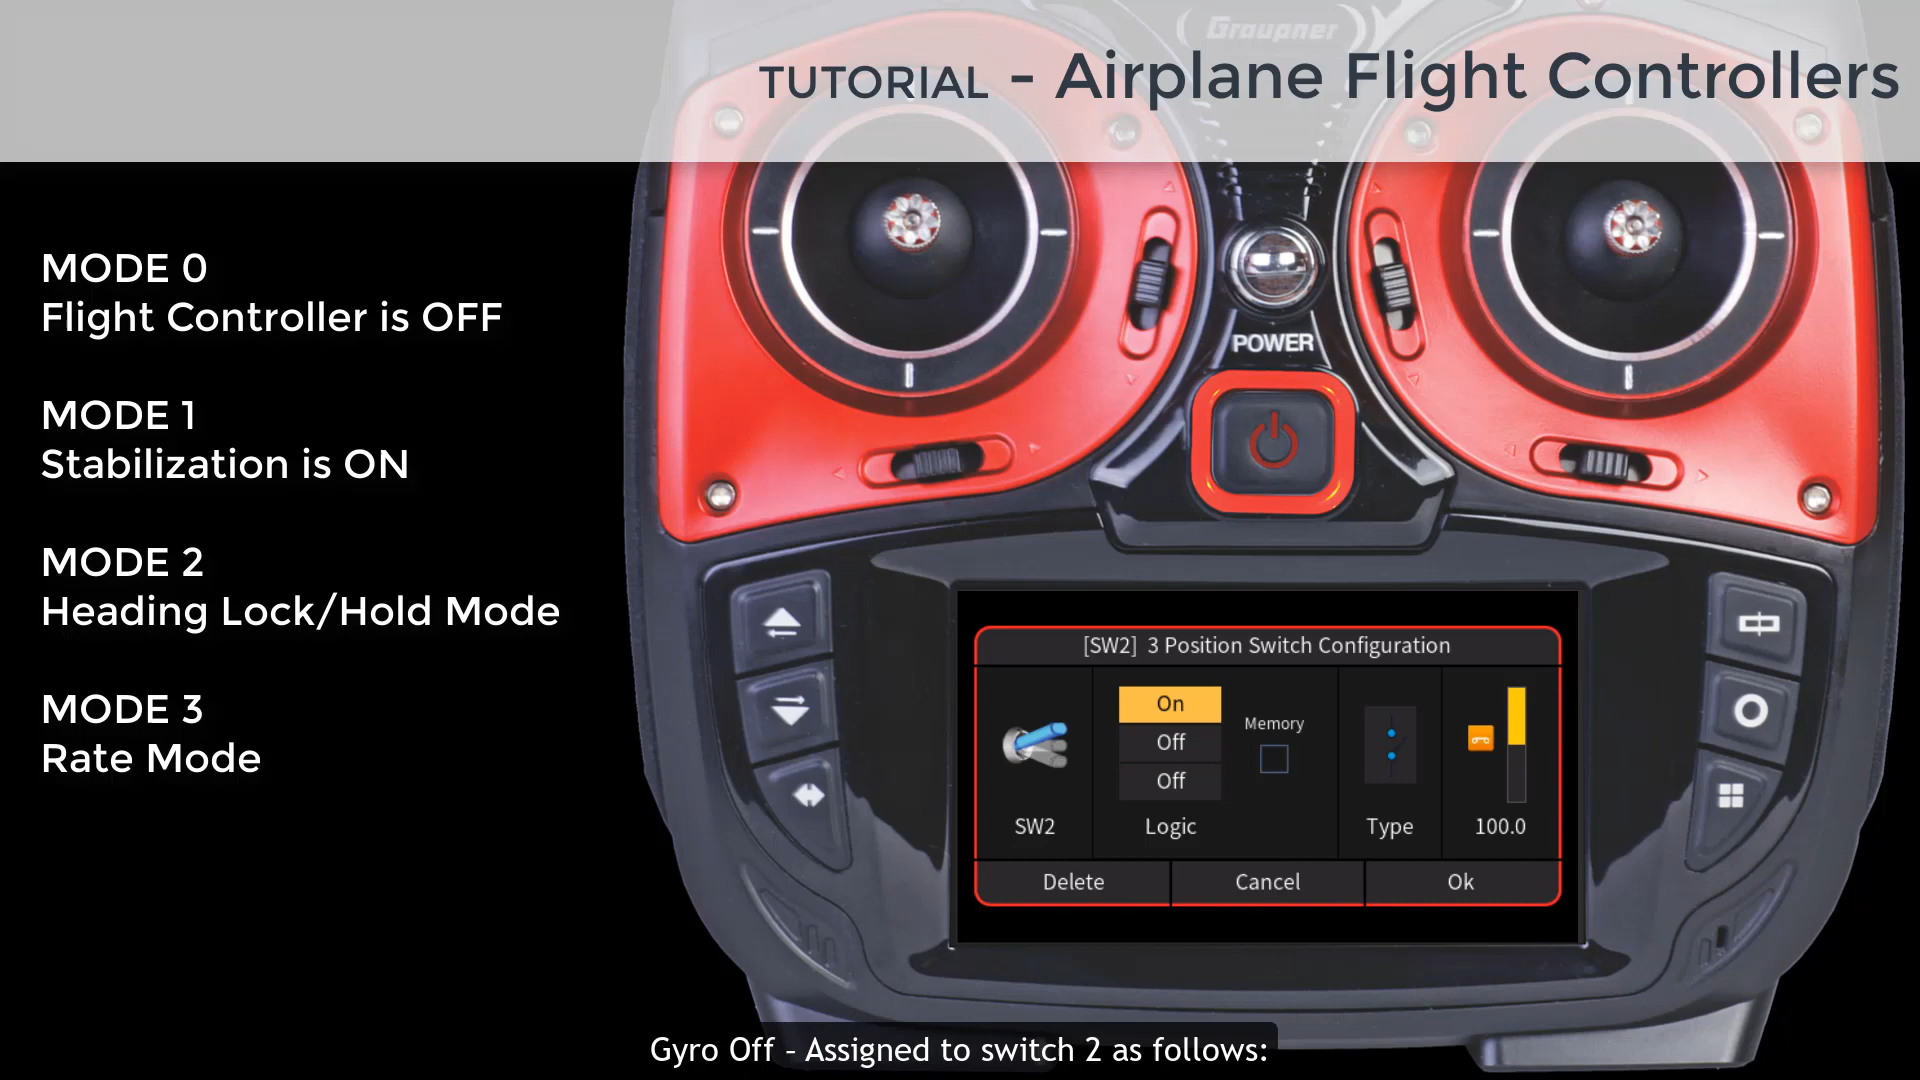 Graupner
TUTORIAL - Airplane Flight Controllers
MODE 0
Flight Controller is OFF
MODE 1
Stabilization is ON
MODE 2
Heading Lock/Hold Mode
MODE 3
Rate Mode
POWER
[SW2] 3 Position Switch Configuration
On
Off
Off
Memory
SW2
Logic
Type
100.0
Delete
Cancel
Ok
Gyro Off – Assigned to switch 2 as follows: